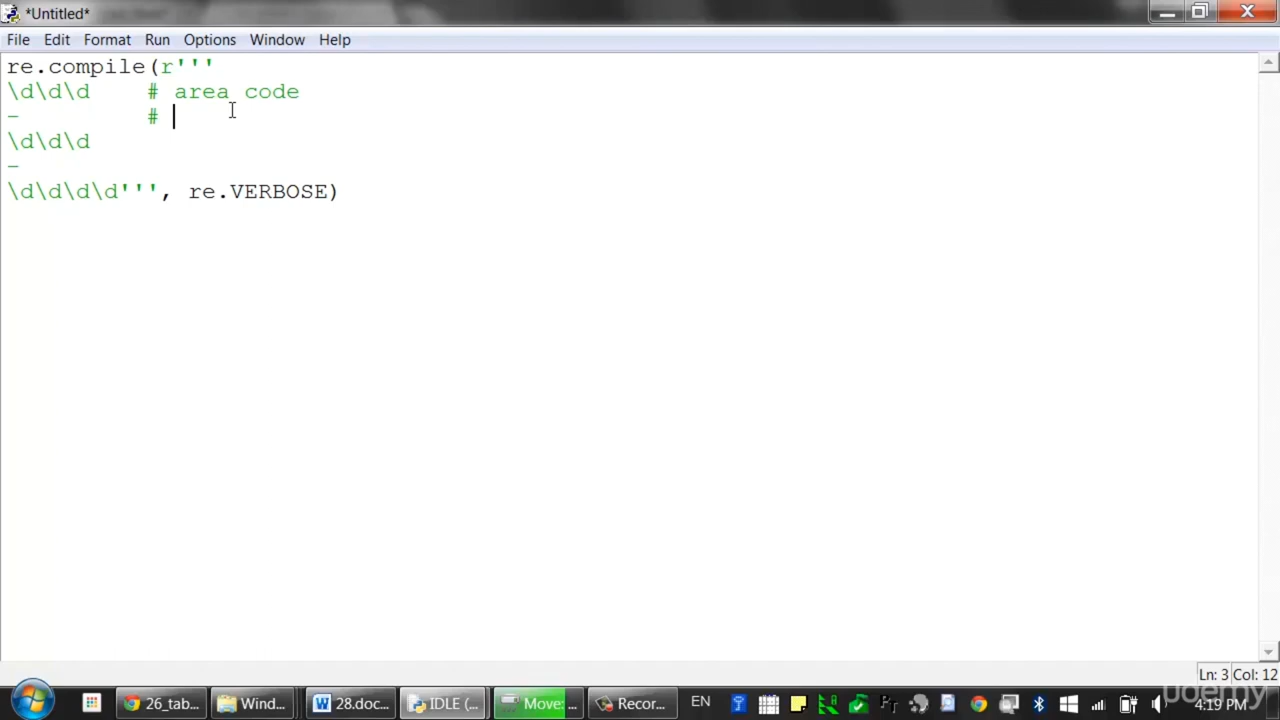 *Untitled*
File Edit Format Run Options Window Help
re.compile(r'''
\d\d\d    # area code
-         #
\d\d\d
-
\d\d\d\d''', re.VERBOSE)
Ln: 3 Col: 12
26_tab... Wind... 28.doc... IDLE (... Move: ... Recor... EN 4:19 PM
udemy